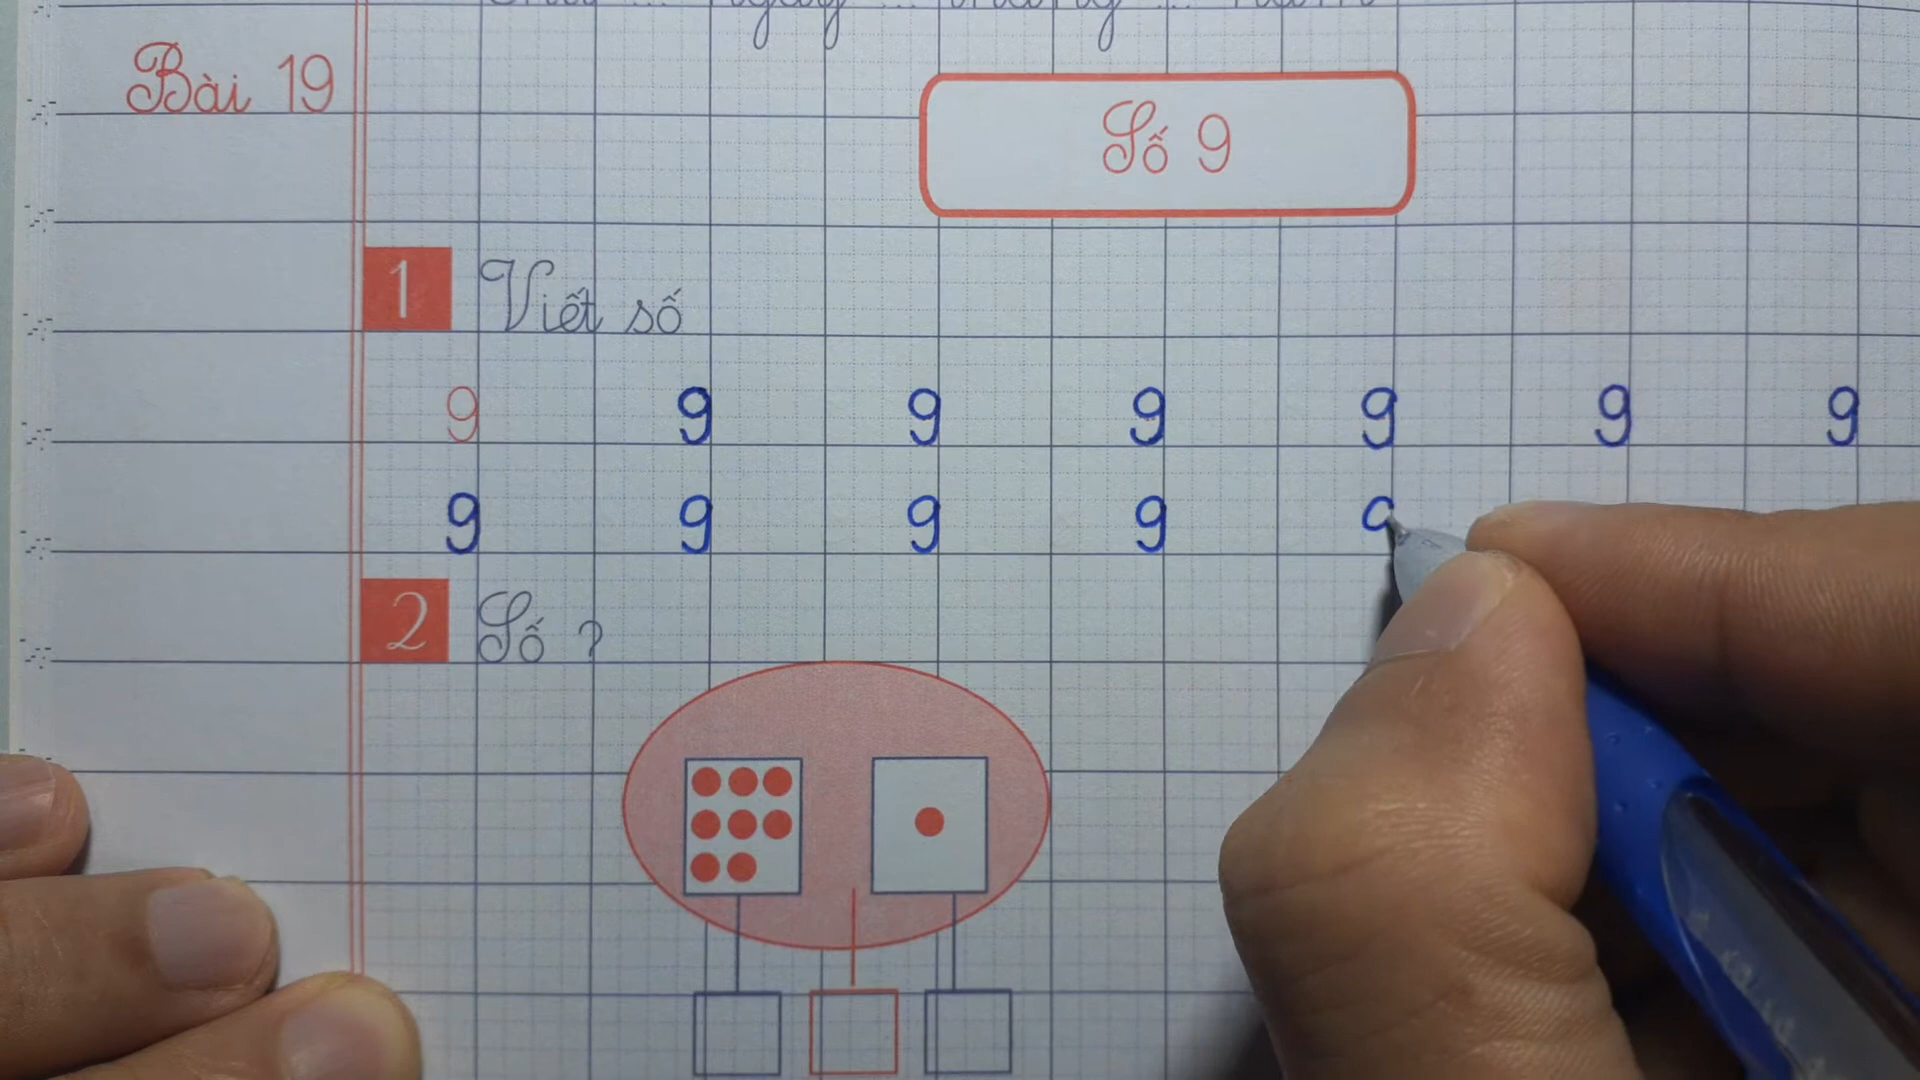 Bài 19
Số 9
1 Viết số
9 9 9 9 9 9 9
9 9 9 9 9
2 Số ?